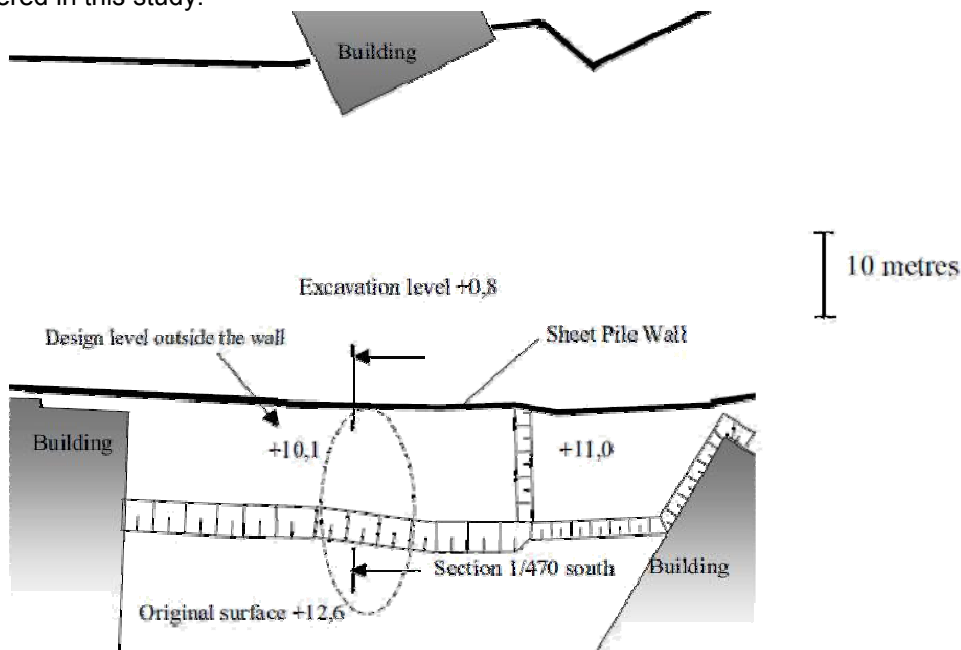 ered in this study.
Building
10 metres
Excavation level +0,8
Design level outside the wall
Sheet Pile Wall
Building
+10,1
+11,0
Section 1/470 south
Building
Original surface +12,6